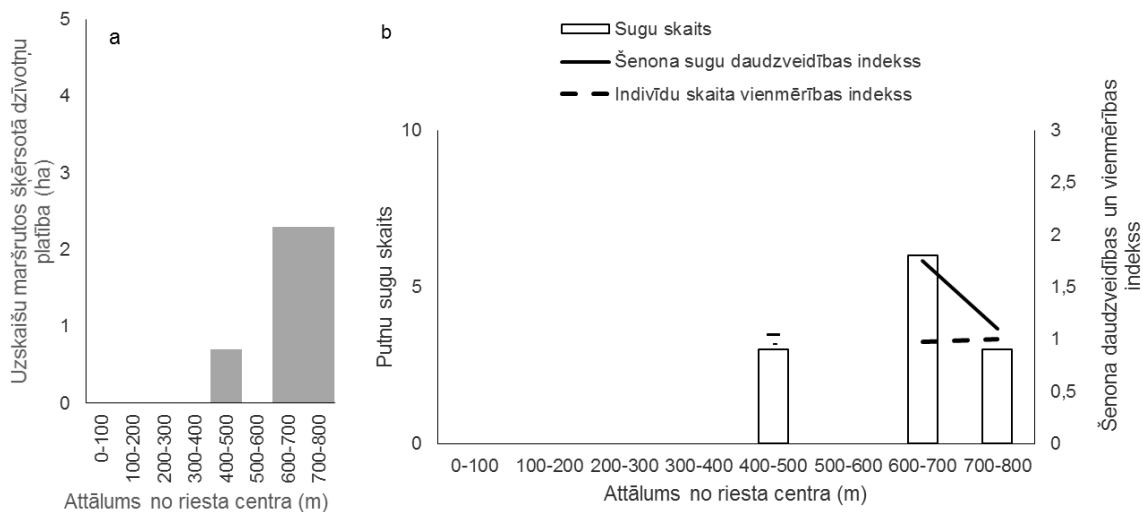 a
Uzskaišu maršrutos šķērsotā dzīvotņu
platība (ha)
5
4
3
2
1
0
0-100
100-200
200-300
300-400
400-500
500-600
600-700
700-800
Attālums no riesta centra (m)
b
Sugu skaits
Šenona sugu daudzveidības indekss
Indivīdu skaita vienmērības indekss
Putnu sugu skaits
10
5
0
3
2,5
2
1,5
1
0,5
0
Šenona daudzveidības un vienmērības
indekss
0-100 100-200 200-300 300-400 400-500 500-600 600-700 700-800
Attālums no riesta centra (m)